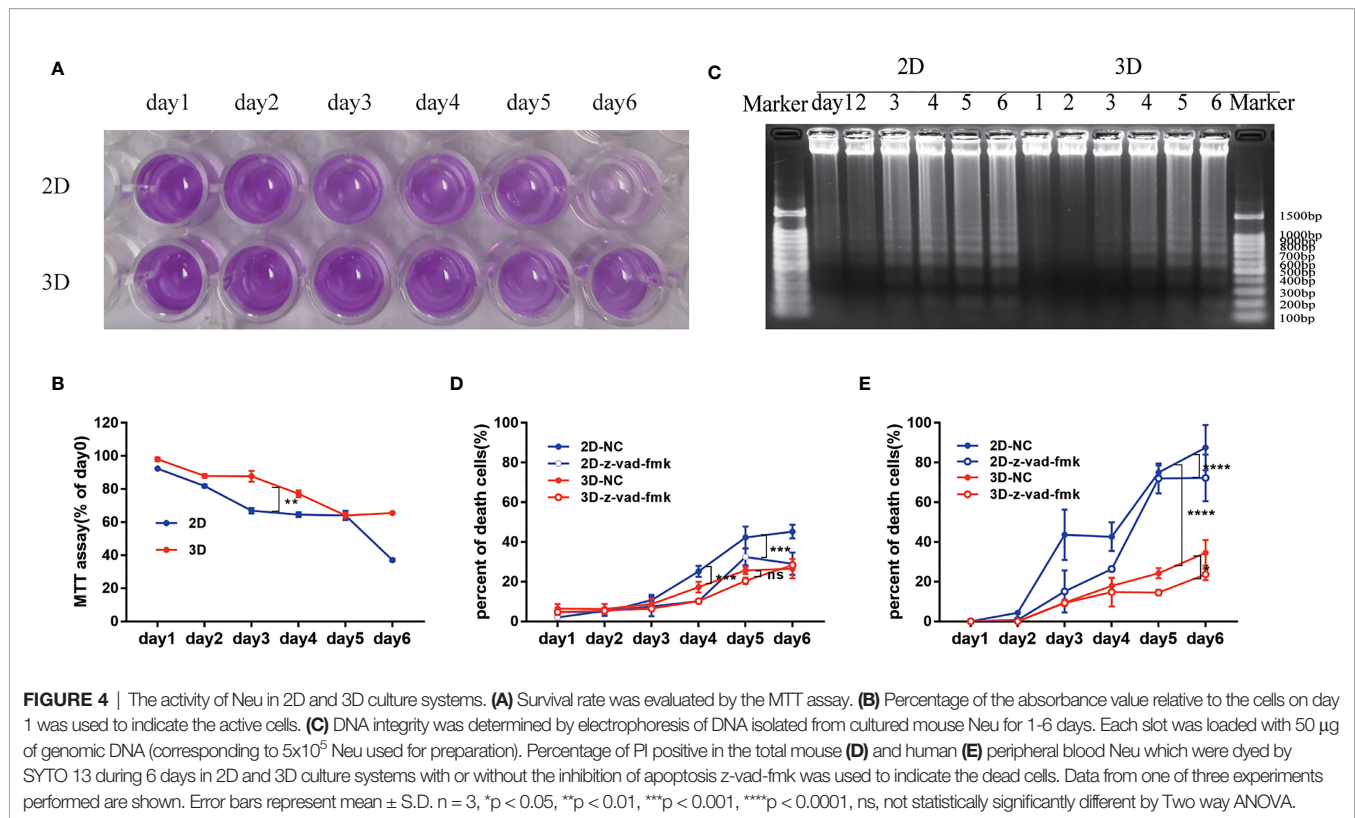 A
day1 day2 day3 day4 day5 day6
2D
3D
C
2D 3D
Marker day12 3 4 5 6 1 2 3 4 5 6 Marker
1500bp
1000bp
900bp
800bp
700bp
600bp
500bp
400bp
300bp
200bp
100bp
B
MTT assay(% of day0)
120
100
80
60
40
20
0
2D
3D
**
day1 day2 day3 day4 day5 day6
D
percent of death cells(%)
100
80
60
40
20
0
2D-NC
2D-z-vad-fmk
3D-NC
3D-z-vad-fmk
***
***
ns
day1 day2 day3 day4 day5 day6
E
percent of death cells(%)
100
80
60
40
20
0
2D-NC
2D-z-vad-fmk
3D-NC
3D-z-vad-fmk
****
****
*
day1 day2 day3 day4 day5 day6
FIGURE 4 | The activity of Neu in 2D and 3D culture systems. (A) Survival rate was evaluated by the MTT assay. (B) Percentage of the absorbance value relative to the cells on day
1 was used to indicate the active cells. (C) DNA integrity was determined by electrophoresis of DNA isolated from cultured mouse Neu for 1-6 days. Each slot was loaded with 50 μg
of genomic DNA (corresponding to 5x10⁵ Neu used for preparation). Percentage of PI positive in the total mouse (D) and human (E) peripheral blood Neu which were dyed by
SYTO 13 during 6 days in 2D and 3D culture systems with or without the inhibition of apoptosis z-vad-fmk was used to indicate the dead cells. Data from one of three experiments
performed are shown. Error bars represent mean ± S.D. n = 3, *p < 0.05, **p < 0.01, ***p < 0.001, ****p < 0.0001, ns, not statistically significantly different by Two way ANOVA.